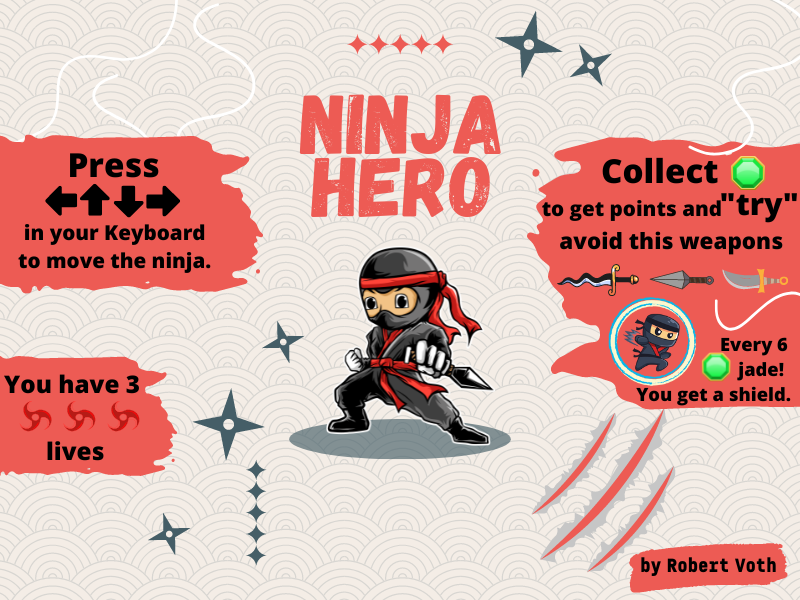 NINJA
HERO
Press
in your Keyboard
to move the ninja.
You have 3
lives
Collect
to get points and "try"
avoid this weapons
Every 6
jade!
You get a shield.
by Robert Voth